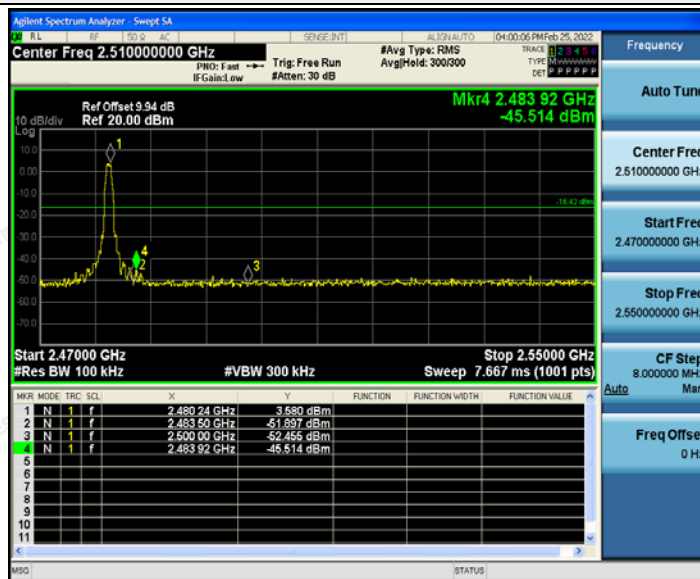 Agilent Spectrum Analyzer - Swept SA
RL RF 50 Ω AC SENSE:INT ALIGNAUTO 04:00:06 PM Feb 25, 2022
Center Freq 2.510000000 GHz
PNO: Fast
IFGain:Low
Trig: Free Run
#Atten: 30 dB
#Avg Type: RMS
Avg|Hold: 300/300
TRACE 1 2 3 4 5 6
TYPE M
DET P P P P P P
Mkr4 2.483 92 GHz
-45.514 dBm
Ref Offset 9.94 dB
10 dB/div Ref 20.00 dBm
Log
10.0
0.00
-10.0
-20.0
-30.0
-40.0
-50.0
-60.0
-70.0
1
4
2
3
-16.42 dBm
Start 2.47000 GHz Stop 2.55000 GHz
#Res BW 100 kHz #VBW 300 kHz Sweep 7.667 ms (1001 pts)
MKR MODE TRC SCL X Y FUNCTION FUNCTION WIDTH FUNCTION VALUE
1 N 1 f 2.480 24 GHz 3.580 dBm
2 N 1 f 2.483 50 GHz -51.897 dBm
3 N 1 f 2.500 00 GHz -52.455 dBm
4 N 1 f 2.483 92 GHz -45.514 dBm
5
6
7
8
9
10
11
MSG STATUS
Frequency
Auto Tune
Center Freq
2.510000000 GHz
Start Freq
2.470000000 GHz
Stop Freq
2.550000000 GHz
CF Step
8.000000 MHz
Auto Man
Freq Offset
0 Hz